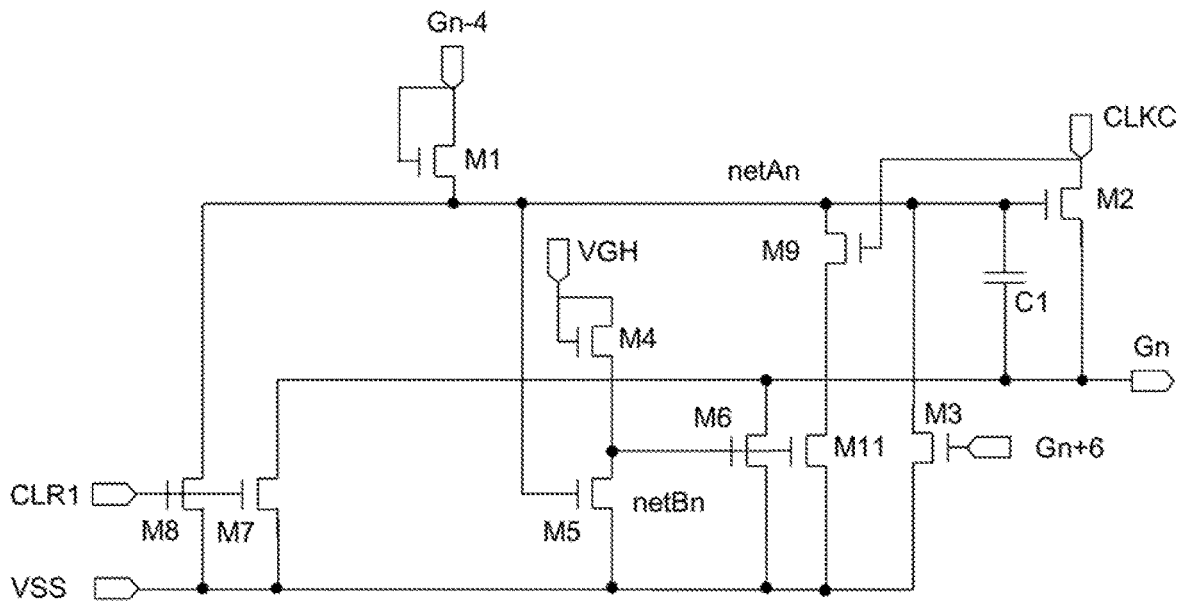 Gn-4
CLKC
M1
netAn
M2
M9
VGH
C1
M4
Gn
M6
M3
M11
Gn+6
CLR1
M8
M7
M5
netBn
VSS